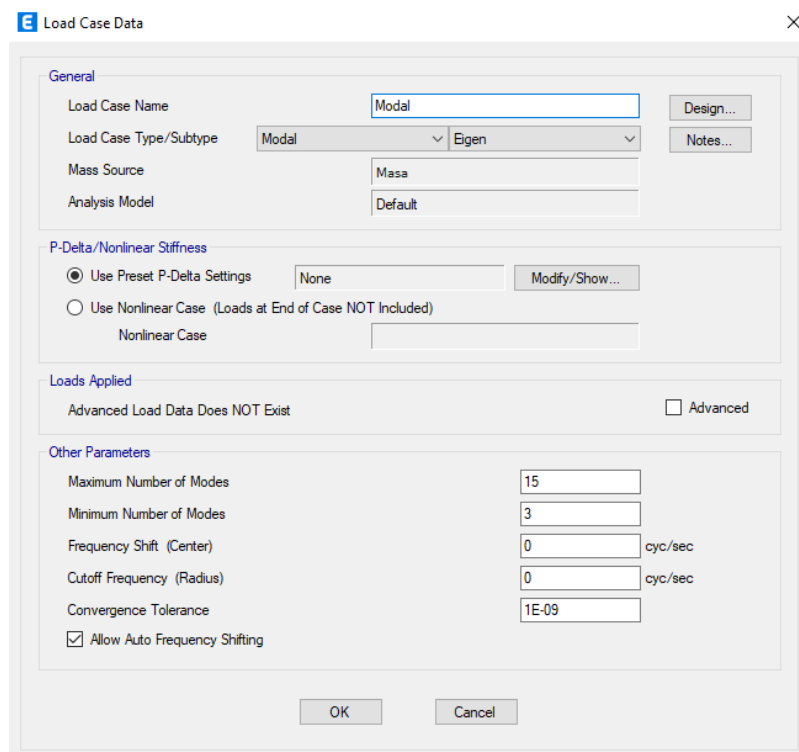 E Load Case Data
General
Load Case Name Modal Design...
Load Case Type/Subtype Modal Eigen Notes...
Mass Source Masa
Analysis Model Default
P-Delta/Nonlinear Stiffness
Use Preset P-Delta Settings None Modify/Show...
Use Nonlinear Case (Loads at End of Case NOT Included)
Nonlinear Case
Loads Applied
Advanced Load Data Does NOT Exist Advanced
Other Parameters
Maximum Number of Modes 15
Minimum Number of Modes 3
Frequency Shift (Center) 0 cyc/sec
Cutoff Frequency (Radius) 0 cyc/sec
Convergence Tolerance 1E-09
Allow Auto Frequency Shifting
OK Cancel